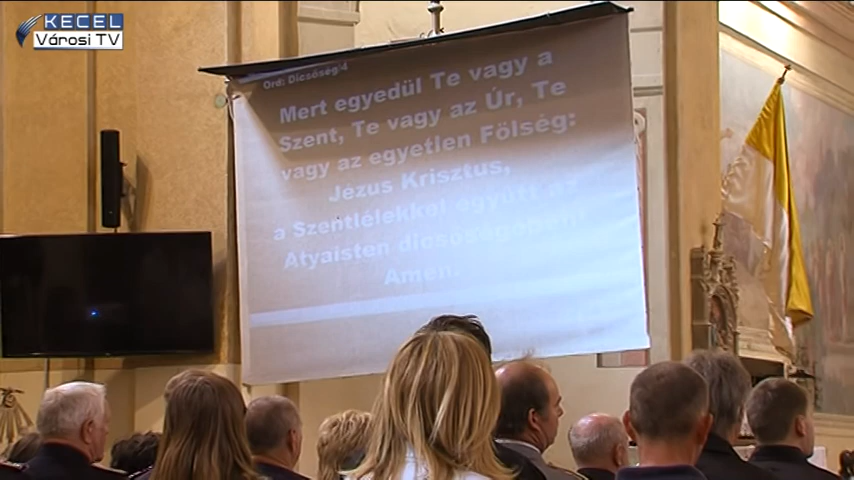 KECEL
Városi TV
Ord: Dicsőség/4
Mert egyedül Te vagy a
Szent, Te vagy az Úr, Te
vagy az egyetlen Fölség:
Jézus Krisztus,
a Szentlélekkel együtt az
Atyaisten dicsőségében!
Amen.